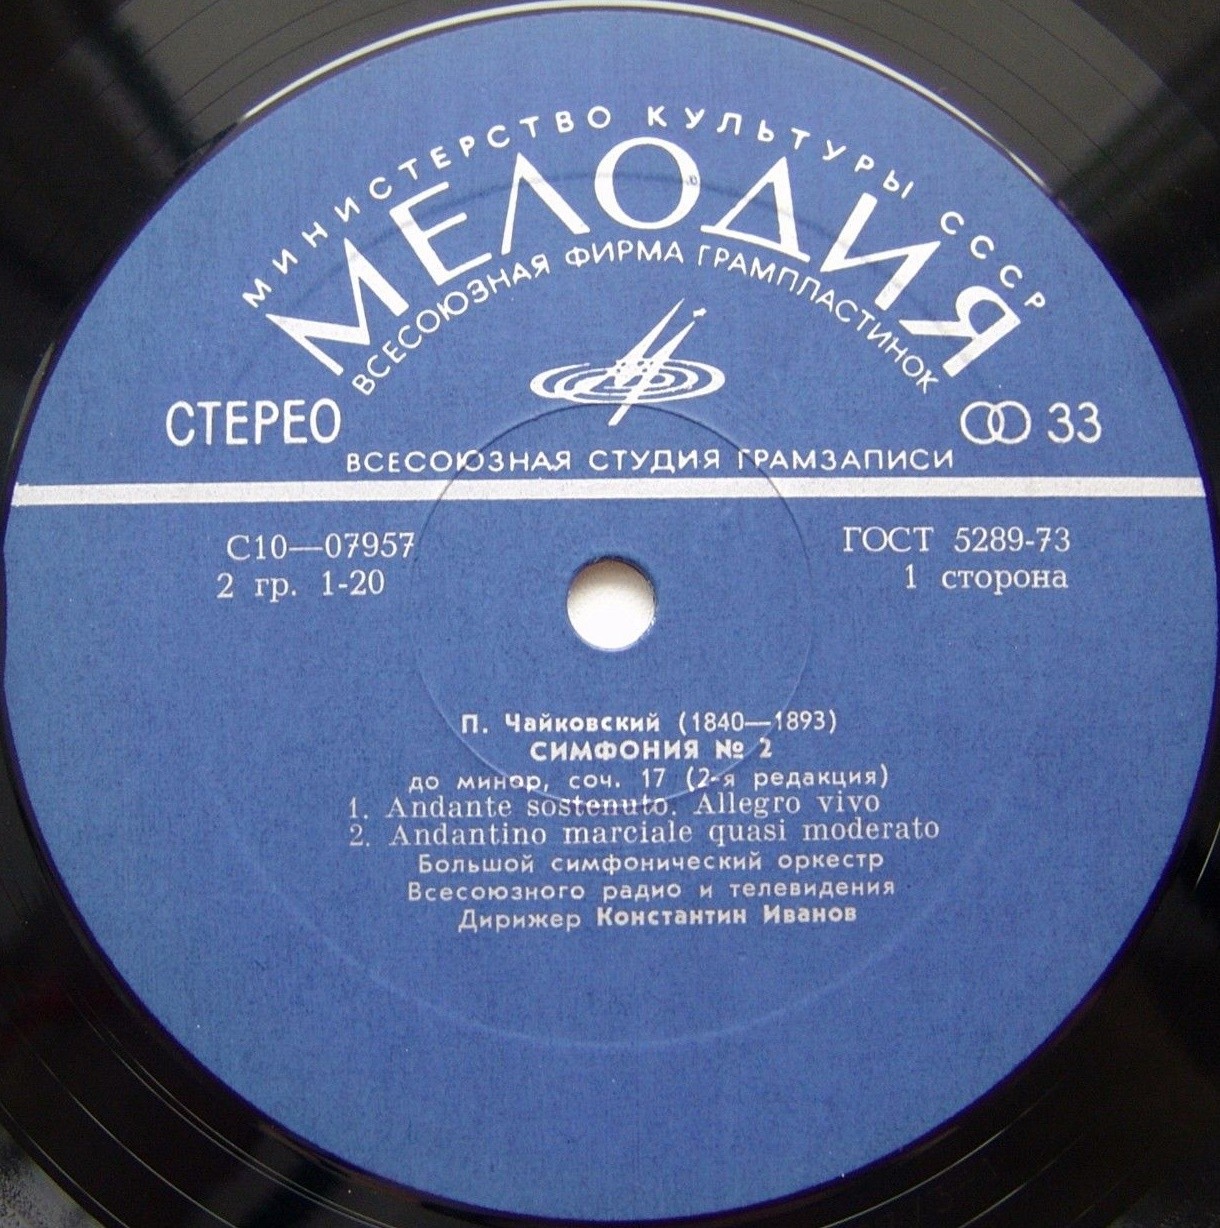 МИНИСТЕРСТВО КУЛЬТУРЫ СССР
МЕЛОДИЯ
ВСЕСОЮЗНАЯ ФИРМА ГРАМПЛАСТИНОК
СТЕРЕО
33
ВСЕСОЮЗНАЯ СТУДИЯ ГРАМЗАПИСИ
С10—07957
ГОСТ 5289-73
2 гр. 1-20
1 сторона
П. Чайковский (1840—1893)
СИМФОНИЯ № 2
до минор, соч. 17 (2-я редакция)
1. Andante sostenuto. Allegro vivo
2. Andantino marciale quasi moderato
Большой симфонический оркестр
Всесоюзного радио и телевидения
Дирижер Константин Иванов